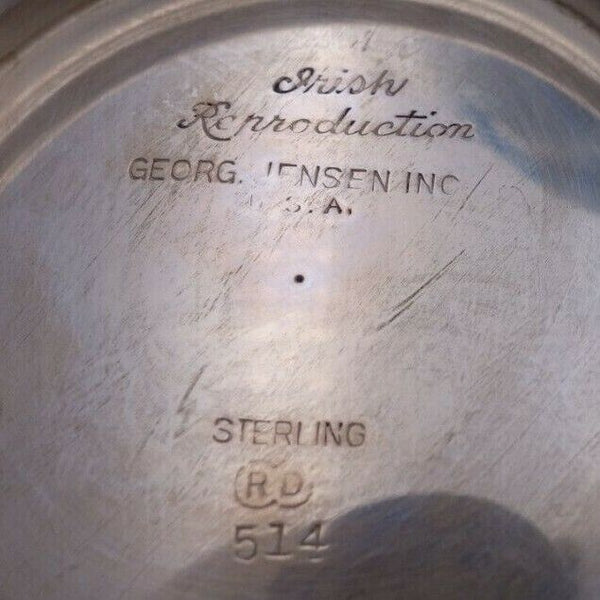 Irish
Reproduction
GEORG. JENSEN INC
U.S.A.
STERLING
RD
514